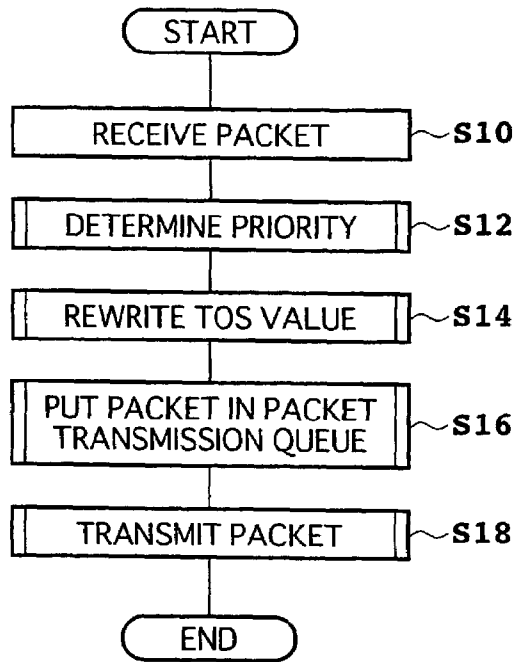 START
RECEIVE PACKET S10
DETERMINE PRIORITY S12
REWRITE TOS VALUE S14
PUT PACKET IN PACKET
TRANSMISSION QUEUE S16
TRANSMIT PACKET S18
END